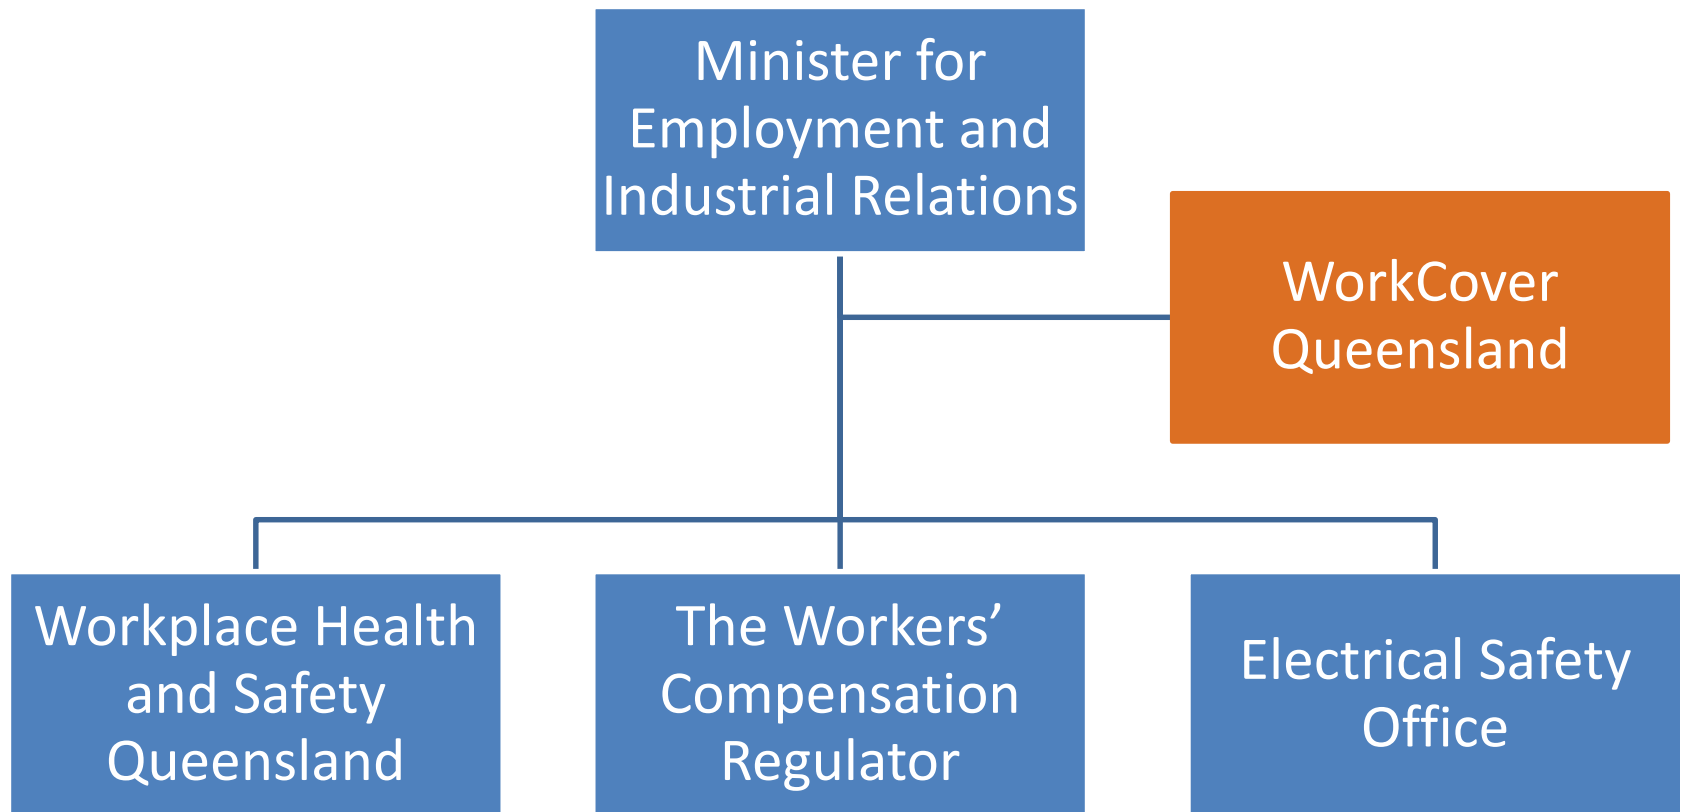 Minister for
Employment and
Industrial Relations
WorkCover
Queensland
Workplace Health
and Safety
Queensland
The Workers’
Compensation
Regulator
Electrical Safety
Office